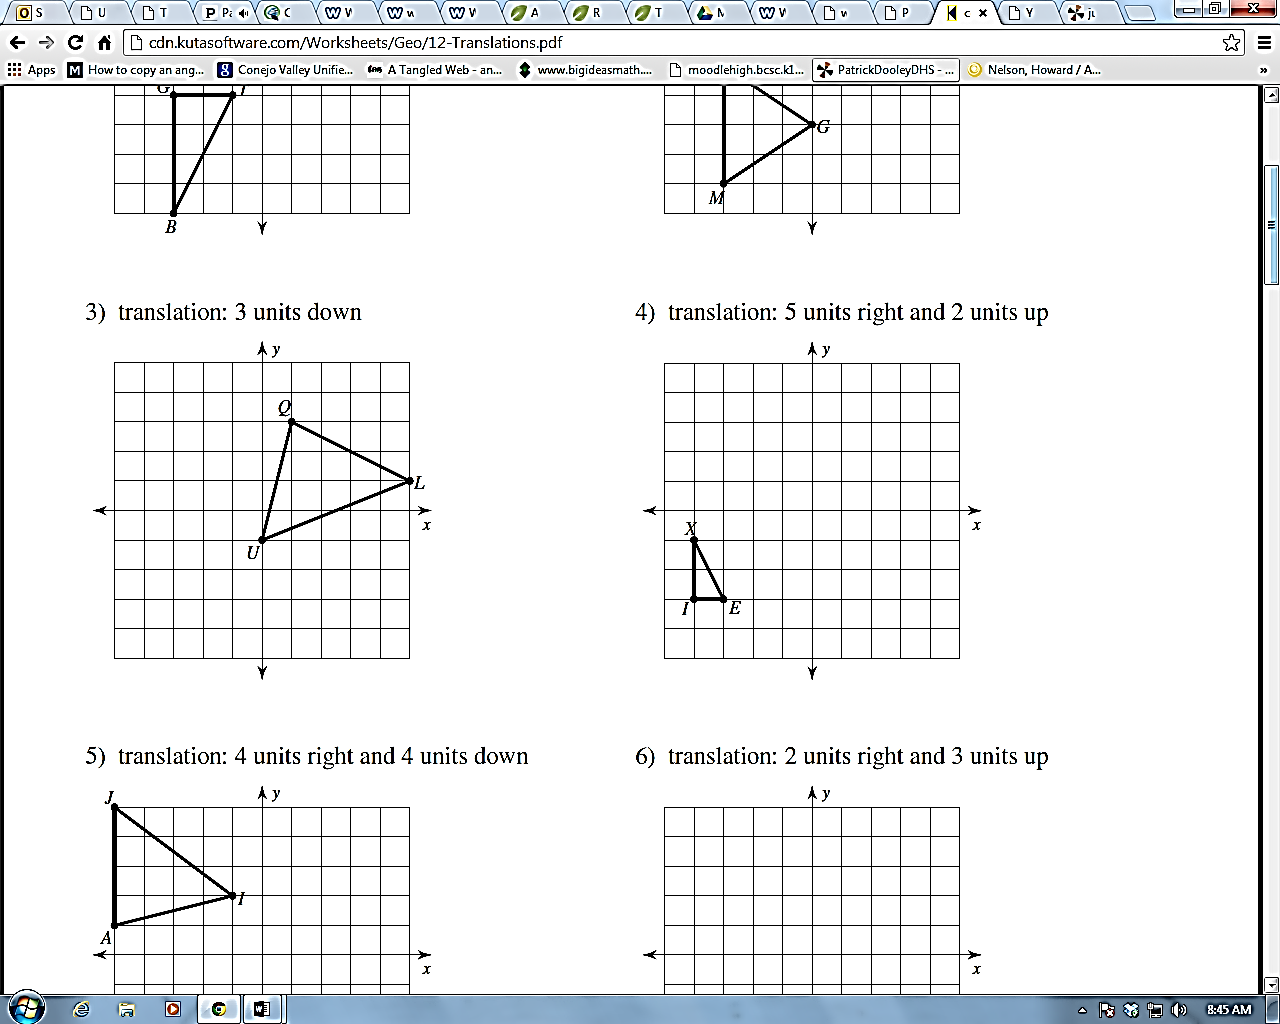 S U T P Pa C V w V A R T M V v P c Y ju
cdn.kutasoftware.com/Worksheets/Geo/12-Translations.pdf
Apps M How to copy an ang... g Conejo Valley Unifie... A Tangled Web - an... www.bigideasmath.... moodlehigh.bcsc.k1... PatrickDooleyDHS - ... Nelson, Howard / A... »
G
G
M
B
3) translation: 3 units down
4) translation: 5 units right and 2 units up
y
y
Q
L
x
x
U
X
I E
5) translation: 4 units right and 4 units down
6) translation: 2 units right and 3 units up
J
y
y
I
A
x
x
8:45 AM